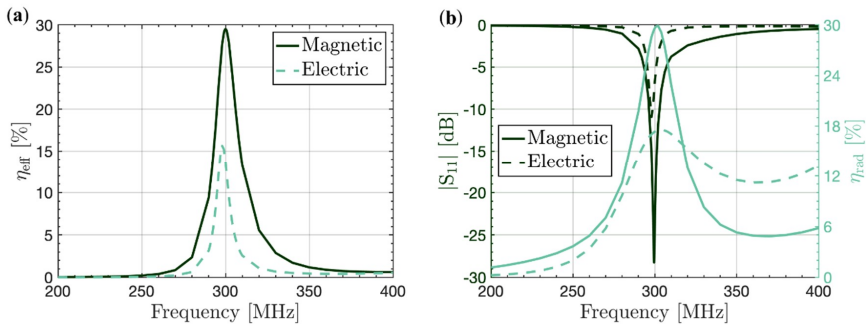 (a)
35
30
25
20
15
10
5
0
η_eff [%]
Magnetic
Electric
200 250 300 350 400
Frequency [MHz]
(b)
0
-5
-10
-15
-20
-25
-30
|S₁₁| [dB]
Magnetic
Electric
30
24
18
12
6
0
η_rad [%]
200 250 300 350 400
Frequency [MHz]